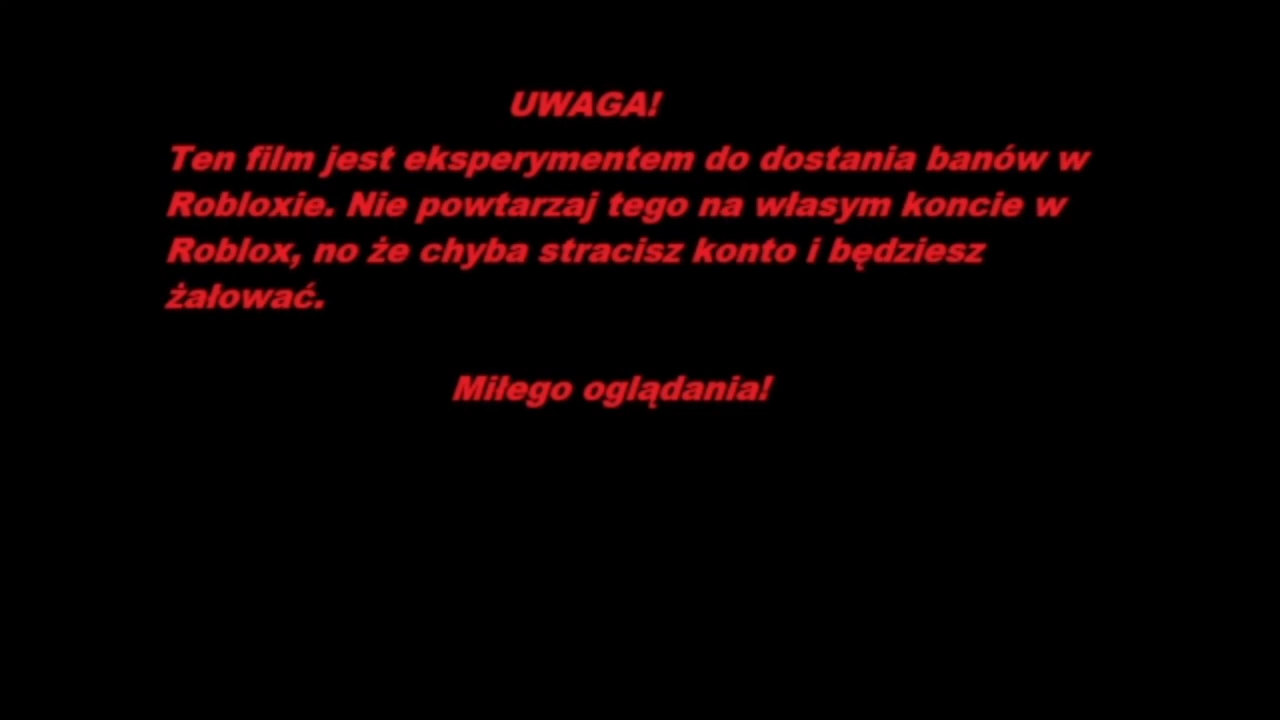 UWAGA!
Ten film jest eksperymentem do dostania banów w
Robloxie. Nie powtarzaj tego na własym koncie w
Roblox, no że chyba stracisz konto i będziesz
żałować.
Miłego oglądania!